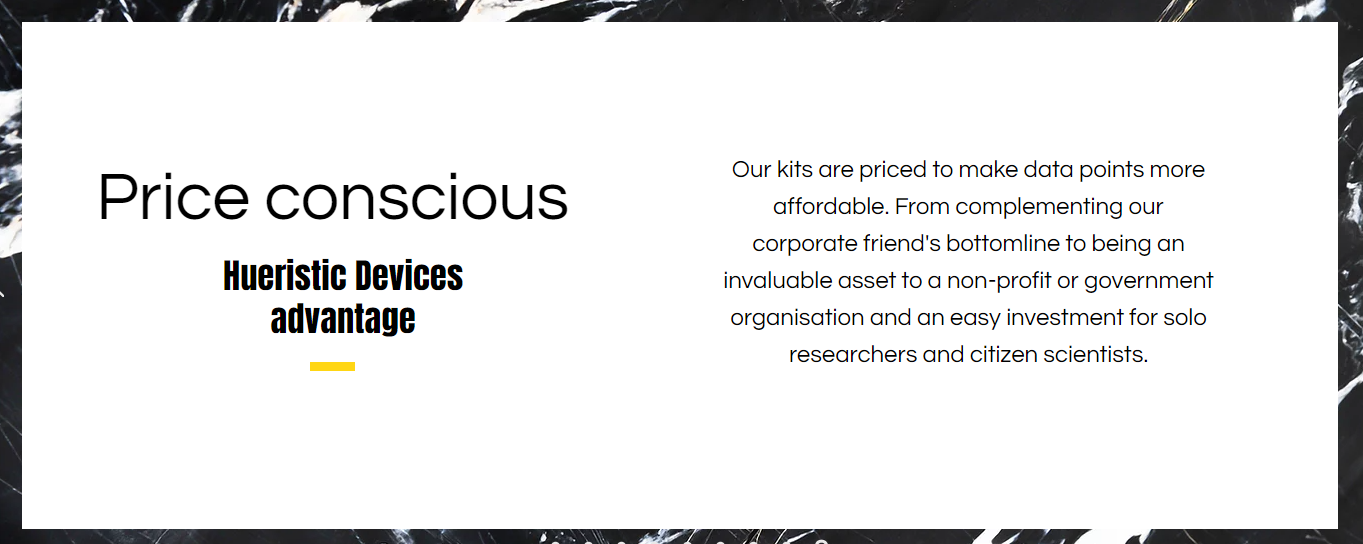 Price conscious
Hueristic Devices
advantage
Our kits are priced to make data points more
affordable. From complementing our
corporate friend's bottomline to being an
invaluable asset to a non-profit or government
organisation and an easy investment for solo
researchers and citizen scientists.